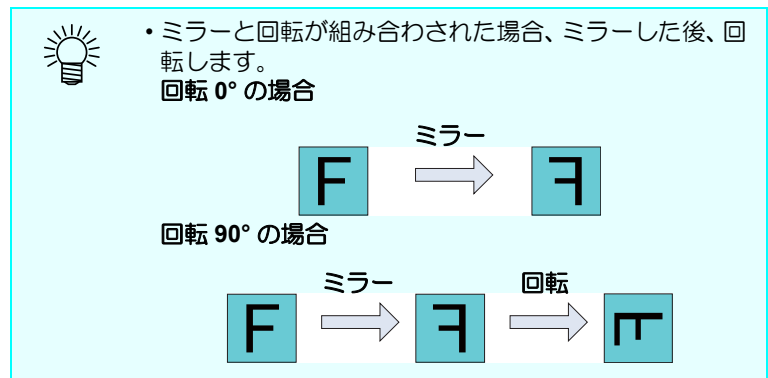 • ミラーと回転が組み合わされた場合、ミラーした後、回
転します。
回転 0° の場合
ミラー
F F
回転 90° の場合
ミラー 回転
F F F